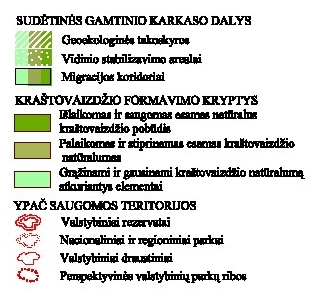 SUDĖTINĖS GAMTINIO KARKASO DALYS
Geoekologinės takoskyros
Vidinio stabilizavimo arealai
Migracijos koridoriai
KRAŠTOVAIZDŽIO FORMAVIMO KRYPTYS
Išlaikomas ir saugomas esamas natūralus
kraštovaizdžio pobūdis
Palaikomas ir stiprinamas esamas kraštovaizdžio
natūralumas
Grąžinami ir gausinami kraštovaizdžio natūralumą
atkuriantys elementai
YPAČ SAUGOMOS TERITORIJOS
Valstybiniai rezervatai
Nacionaliniai ir regioniniai parkai
Valstybiniai draustiniai
Perspektyvinės valstybinių parkų ribos